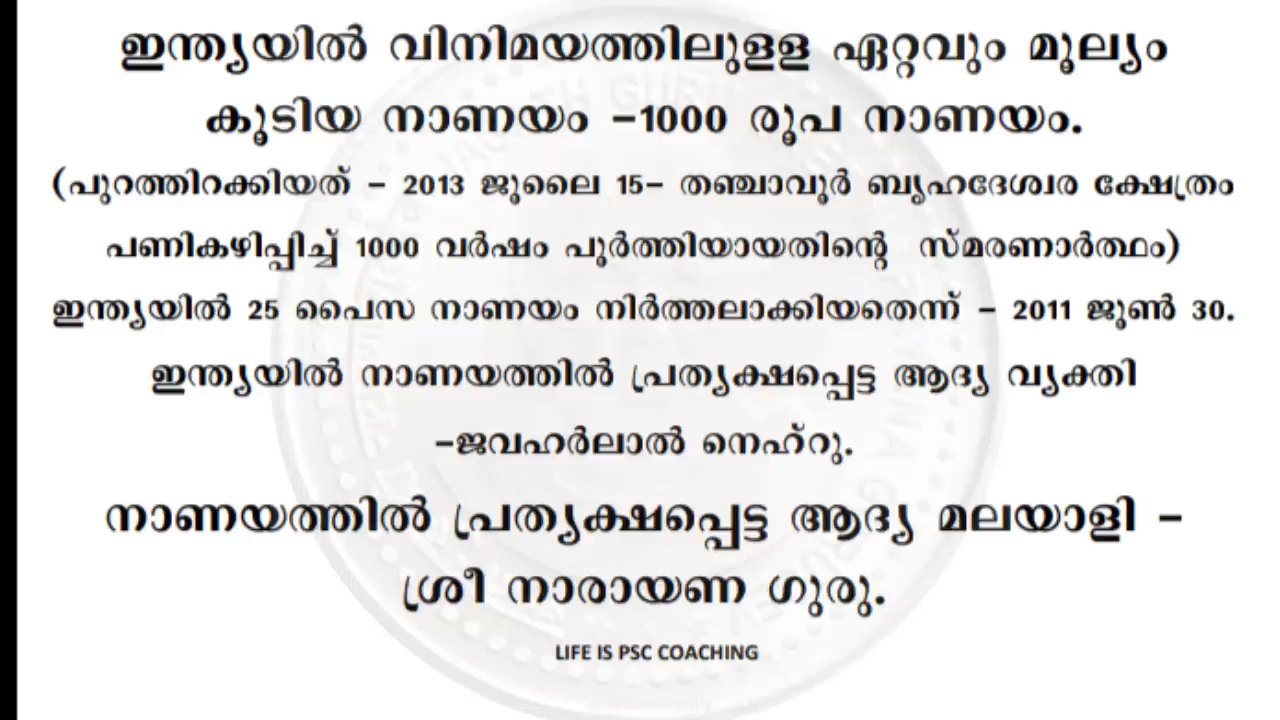 ഇന്ത്യയിൽ വിനിമയത്തിലുള്ള ഏറ്റവും മൂല്യം
കൂടിയ നാണയം -1000 രൂപ നാണയം.
(പുറത്തിറക്കിയത് - 2013 ജൂലൈ 15- തഞ്ചാവൂർ ബൃഹദേശ്വര ക്ഷേത്രം
പണികഴിപ്പിച്ച് 1000 വർഷം പൂർത്തിയായതിന്റെ സ്മരണാർത്ഥം)
ഇന്ത്യയിൽ 25 പൈസ നാണയം നിർത്തലാക്കിയതെന്ന് - 2011 ജൂൺ 30.
ഇന്ത്യയിൽ നാണയത്തിൽ പ്രത്യക്ഷപ്പെട്ട ആദ്യ വ്യക്തി
-ജവഹർലാൽ നെഹ്റു.
നാണയത്തിൽ പ്രത്യക്ഷപ്പെട്ട ആദ്യ മലയാളി -
ശ്രീ നാരായണ ഗുരു.
LIFE IS PSC COACHING